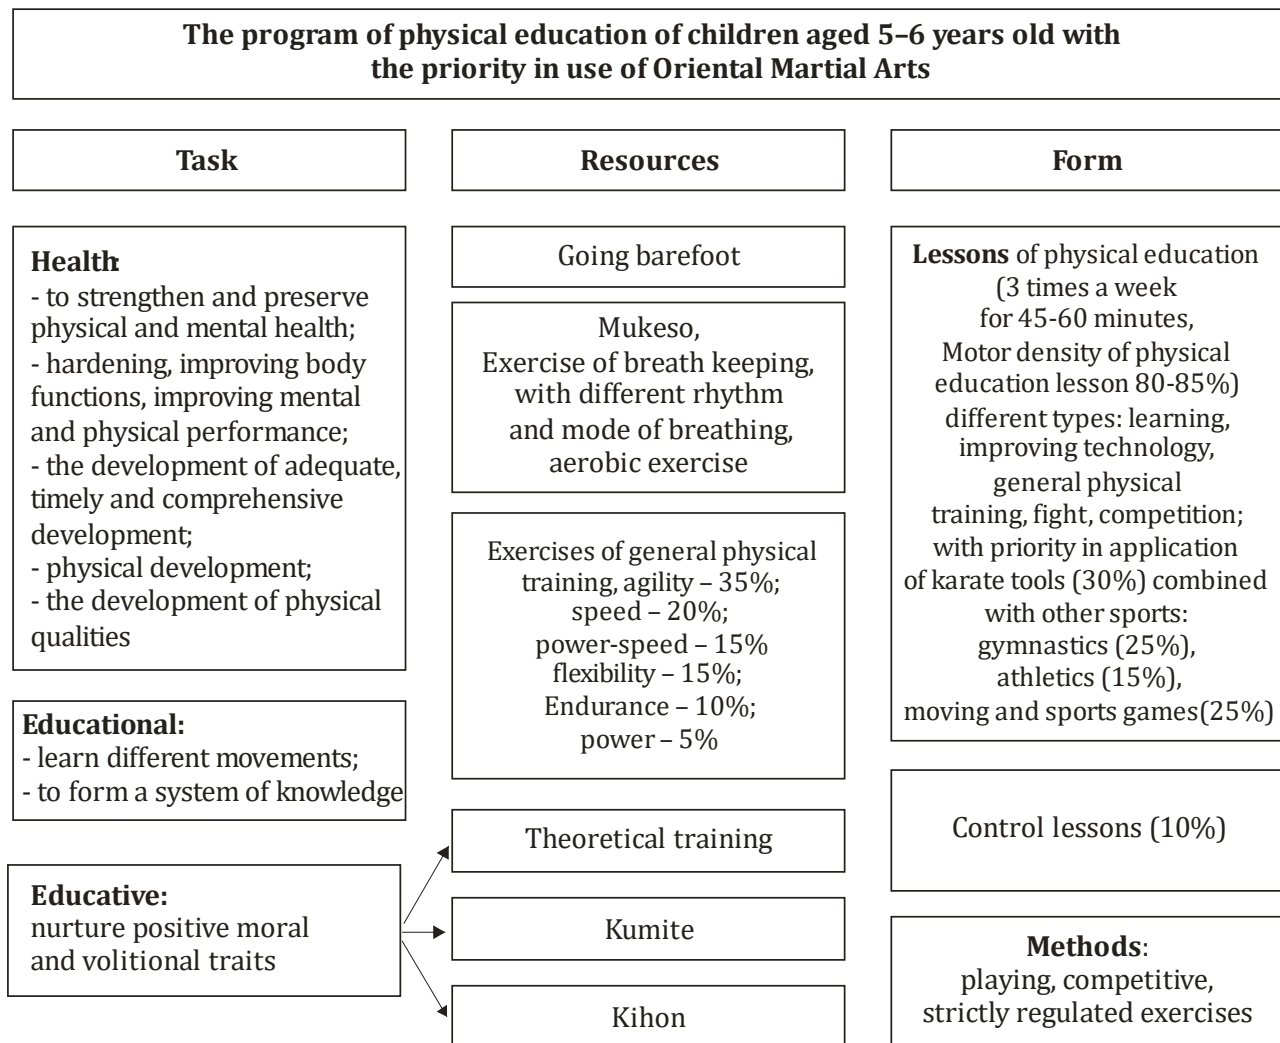 The program of physical education of children aged 5–6 years old with
the priority in use of Oriental Martial Arts
Task
Health:
- to strengthen and preserve
physical and mental health;
- hardening, improving body
functions, improving mental
and physical performance;
- the development of adequate,
timely and comprehensive
development;
- physical development;
- the development of physical
qualities
Educational:
- learn different movements;
- to form a system of knowledge
Educative:
nurture positive moral
and volitional traits
Resources
Going barefoot
Mukeso,
Exercise of breath keeping,
with different rhythm
and mode of breathing,
aerobic exercise
Exercises of general physical
training, agility – 35%;
speed – 20%;
power-speed – 15%
flexibility – 15%;
Endurance – 10%;
power – 5%
Theoretical training
Kumite
Kihon
Form
Lessons of physical education
(3 times a week
for 45-60 minutes,
Motor density of physical
education lesson 80-85%)
different types: learning,
improving technology,
general physical
training, fight, competition;
with priority in application
of karate tools (30%) combined
with other sports:
gymnastics (25%),
athletics (15%),
moving and sports games(25%)
Control lessons (10%)
Methods:
playing, competitive,
strictly regulated exercises